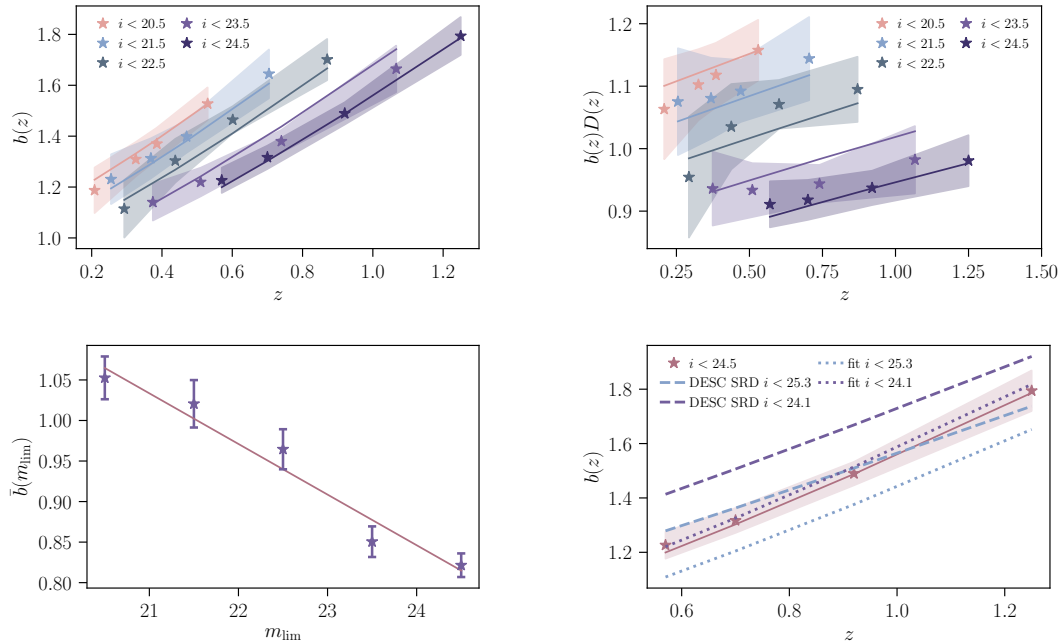 i < 20.5
i < 21.5
i < 22.5
i < 23.5
i < 24.5
b(z)
1.8
1.6
1.4
1.2
1.0
0.2 0.4 0.6 0.8 1.0 1.2
z
i < 20.5
i < 21.5
i < 22.5
i < 23.5
i < 24.5
b(z)D(z)
1.2
1.1
1.0
0.9
0.25 0.50 0.75 1.00 1.25 1.50
z
b̄(m_lim)
1.05
1.00
0.95
0.90
0.85
0.80
21 22 23 24
m_lim
i < 24.5
DESC SRD i < 25.3
DESC SRD i < 24.1
fit i < 25.3
fit i < 24.1
b(z)
1.8
1.6
1.4
1.2
0.6 0.8 1.0 1.2
z